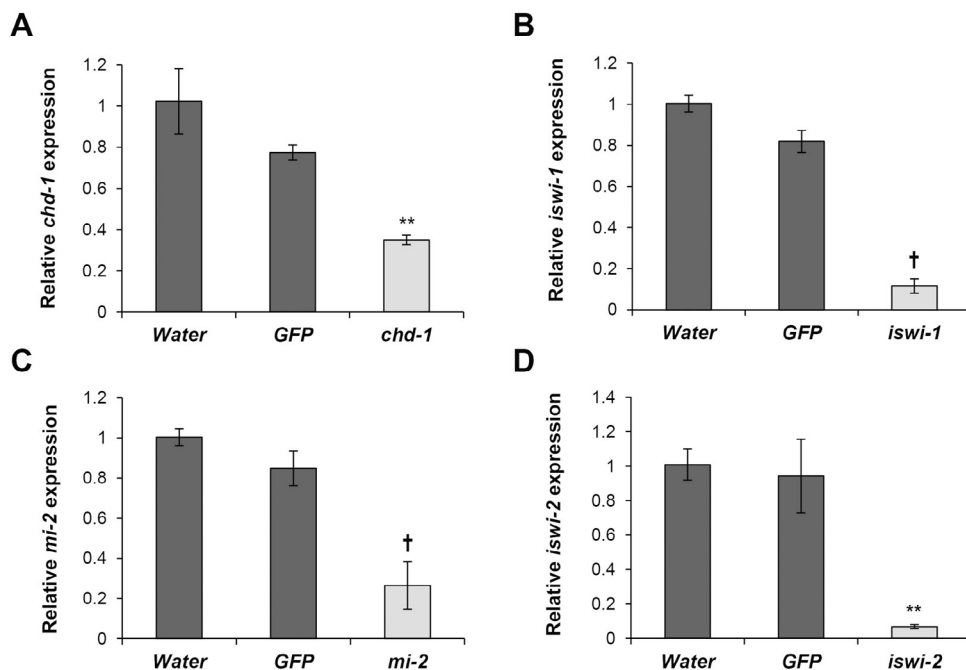 A
Relative chd-1 expression
1.2
1
0.8
0.6
0.4
0.2
0
**
Water GFP chd-1
B
Relative iswi-1 expression
1.2
1
0.8
0.6
0.4
0.2
0
†
Water GFP iswi-1
C
Relative mi-2 expression
1.2
1
0.8
0.6
0.4
0.2
0
†
Water GFP mi-2
D
Relative iswi-2 expression
1.4
1.2
1
0.8
0.6
0.4
0.2
0
**
Water GFP iswi-2